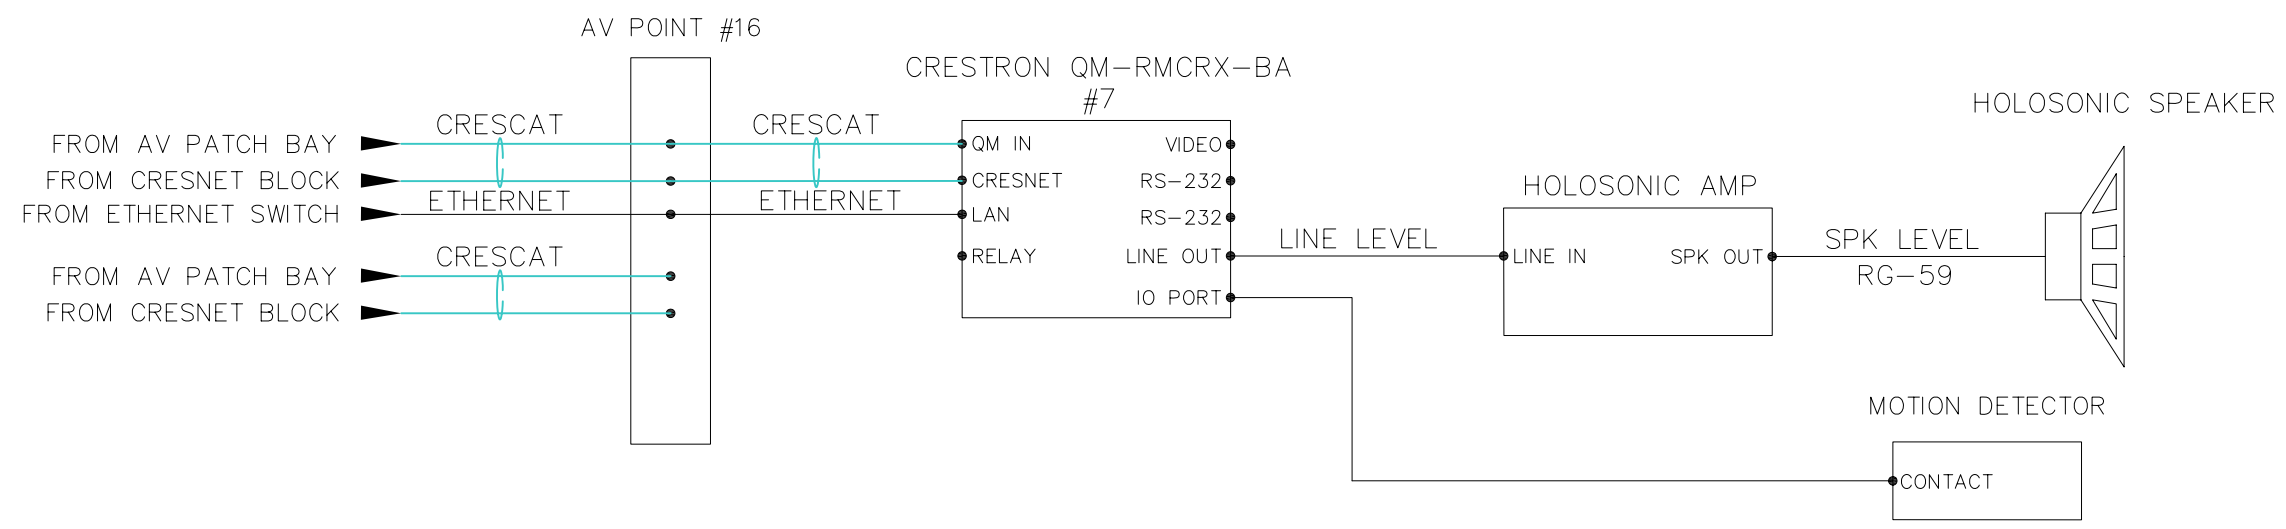 AV POINT #16
CRESTRON QM-RMCRX-BA
#7
HOLOSONIC SPEAKER
CRESCAT
CRESCAT
FROM AV PATCH BAY
QM IN
VIDEO
FROM CRESNET BLOCK
CRESNET
RS-232
HOLOSONIC AMP
ETHERNET
ETHERNET
FROM ETHERNET SWITCH
LAN
RS-232
LINE LEVEL
SPK LEVEL
CRESCAT
RELAY
LINE OUT
LINE IN
SPK OUT
FROM AV PATCH BAY
RG-59
IO PORT
FROM CRESNET BLOCK
MOTION DETECTOR
CONTACT